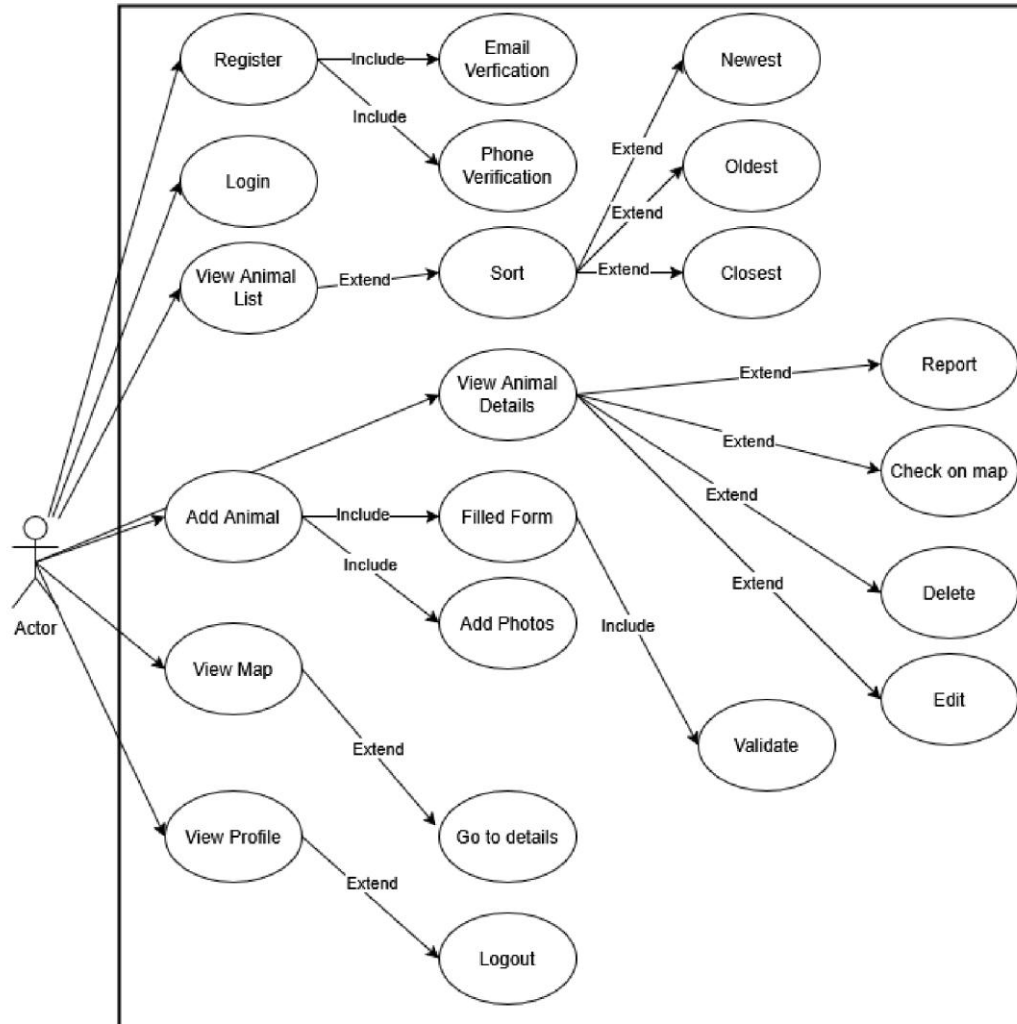 Register
Include
Email
Verfication
Newest
Include
Phone
Verification
Extend
Oldest
Login
Extend
View Animal
List
Extend
Sort
Extend
Closest
View Animal
Details
Extend
Report
Extend
Check on map
Add Animal
Include
Filled Form
Extend
Include
Add Photos
Include
Extend
Delete
Actor
View Map
Extend
Validate
Edit
View Profile
Go to details
Extend
Logout